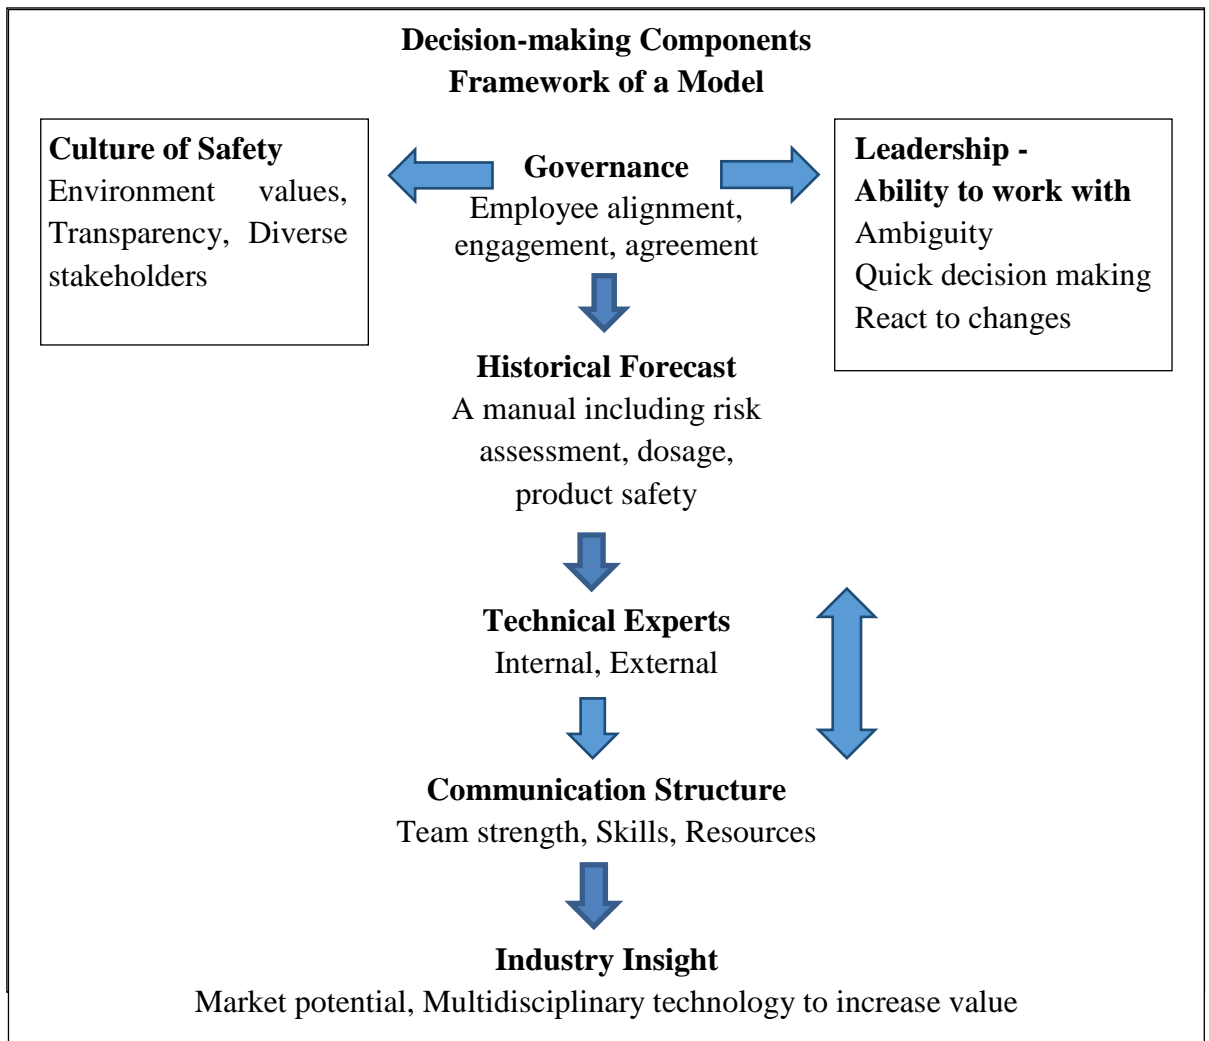 Decision-making Components
Framework of a Model
Culture of Safety
Environment values,
Transparency, Diverse
stakeholders
Governance
Employee alignment,
engagement, agreement
Leadership -
Ability to work with
Ambiguity
Quick decision making
React to changes
Historical Forecast
A manual including risk
assessment, dosage,
product safety
Technical Experts
Internal, External
Communication Structure
Team strength, Skills, Resources
Industry Insight
Market potential, Multidisciplinary technology to increase value